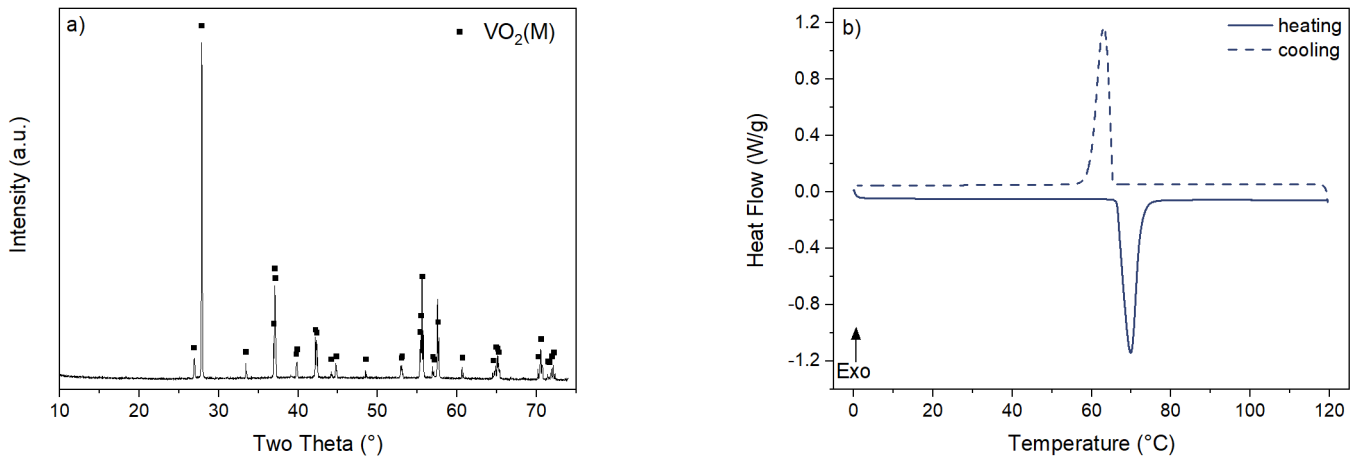 a)
VO₂(M)
Intensity (a.u.)
10
20
30
40
50
60
70
Two Theta (°)
b)
heating
cooling
1.2
0.8
0.4
0.0
-0.4
-0.8
-1.2
Heat Flow (W/g)
Exo
0
20
40
60
80
100
120
Temperature (°C)